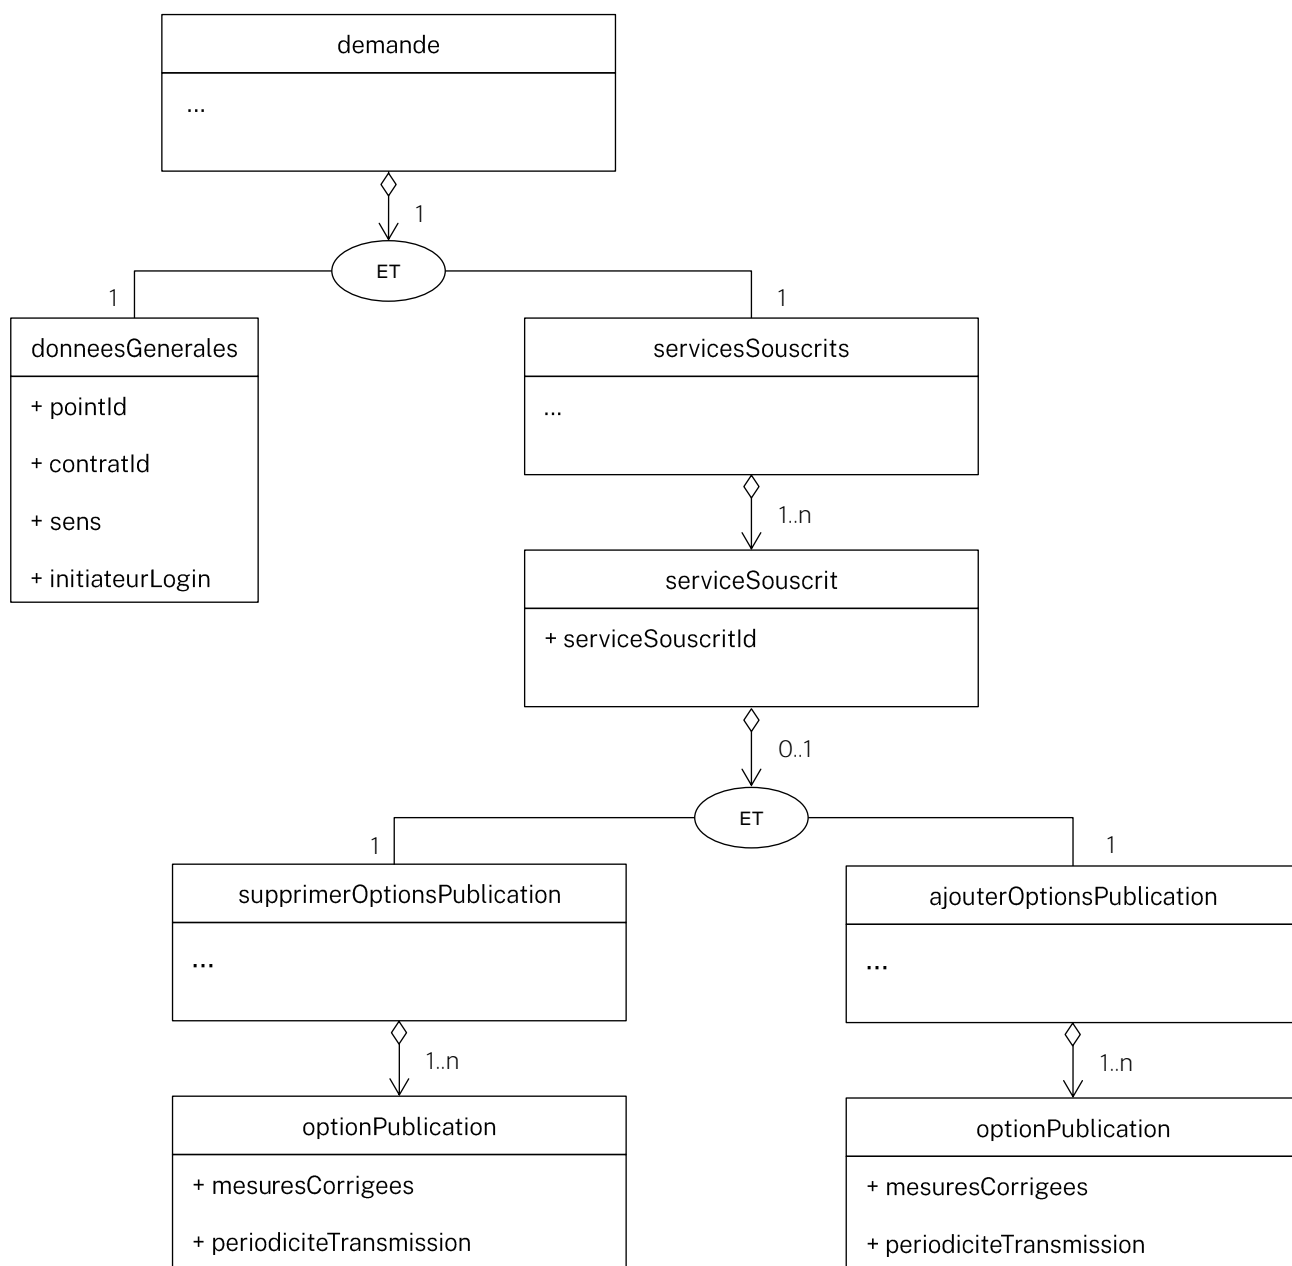 demande
...
1
ET
1
1
donneesGenerales
servicesSouscrits
+ pointId
...
+ contratId
+ sens
+ initiateurLogin
1..n
serviceSouscrit
+ serviceSouscritId
0..1
ET
1
1
supprimerOptionsPublication
ajouterOptionsPublication
...
...
1..n
1..n
optionPublication
optionPublication
+ mesuresCorrigees
+ mesuresCorrigees
+ periodiciteTransmission
+ periodiciteTransmission